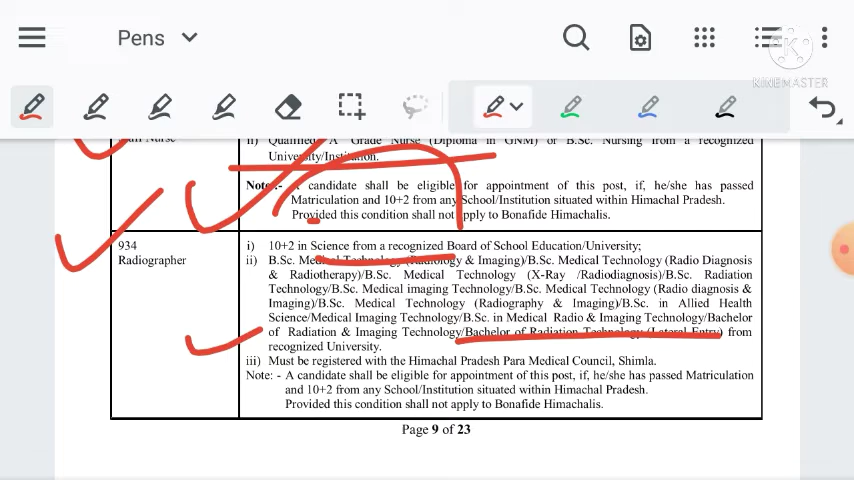 Pens
KINEMASTER
Staff Nurse
ii) Qualified 'A' Grade Nurse (Diploma in GNM) or B.Sc. Nursing from a recognized
University/Institution.
Note:- A candidate shall be eligible for appointment of this post, if, he/she has passed
Matriculation and 10+2 from any School/Institution situated within Himachal Pradesh.
Provided this condition shall not apply to Bonafide Himachalis.
934
Radiographer
i) 10+2 in Science from a recognized Board of School Education/University;
ii) B.Sc. Medical Technology (Radiology & Imaging)/B.Sc. Medical Technology (Radio Diagnosis
& Radiotherapy)/B.Sc. Medical Technology (X-Ray /Radiodiagnosis)/B.Sc. Radiation
Technology/B.Sc. Medical imaging Technology/B.Sc. Medical Technology (Radio diagnosis &
Imaging)/B.Sc. Medical Technology (Radiography & Imaging)/B.Sc. in Allied Health
Science/Medical Imaging Technology/B.Sc. in Medical Radio & Imaging Technology/Bachelor
of Radiation & Imaging Technology/Bachelor of Radiation Technology (Lateral Entry) from
recognized University.
iii) Must be registered with the Himachal Pradesh Para Medical Council, Shimla.
Note: - A candidate shall be eligible for appointment of this post, if, he/she has passed Matriculation
and 10+2 from any School/Institution situated within Himachal Pradesh.
Provided this condition shall not apply to Bonafide Himachalis.
Page 9 of 23